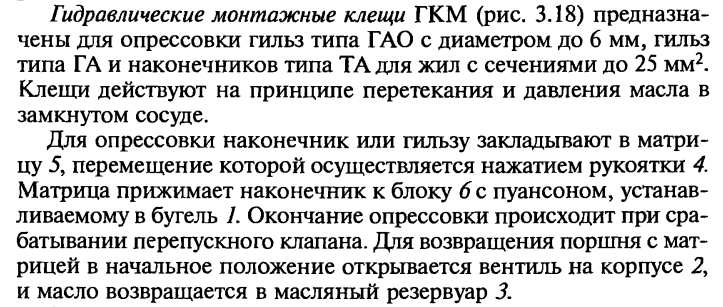 Гидравлические монтажные клещи ГКМ (рис. 3.18) предназна-
чены для опрессовки гильз типа ГАО с диаметром до 6 мм, гильз
типа ГА и наконечников типа ТА для жил с сечениями до 25 мм².
Клещи действуют на принципе перетекания и давления масла в
замкнутом сосуде.
Для опрессовки наконечник или гильзу закладывают в матри-
цу 5, перемещение которой осуществляется нажатием рукоятки 4.
Матрица прижимает наконечник к блоку 6 с пуансоном, устанав-
ливаемому в бугель 1. Окончание опрессовки происходит при сра-
батывании перепускного клапана. Для возвращения поршня с мат-
рицей в начальное положение открывается вентиль на корпусе 2,
и масло возвращается в масляный резервуар 3.